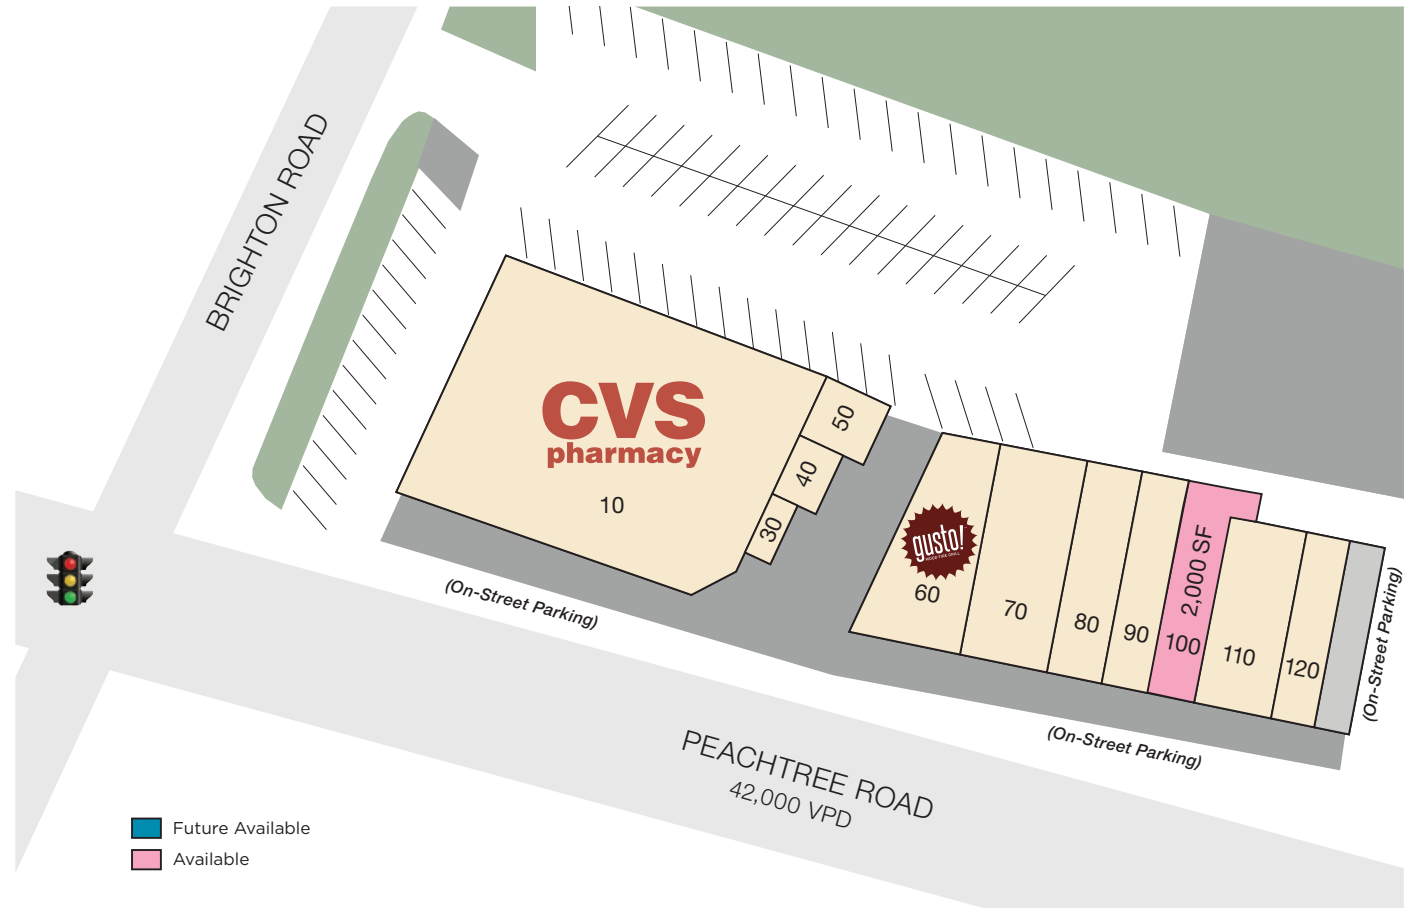 BRIGHTON ROAD
CVS
pharmacy
10
50
40
30
(On-Street Parking)
gusto!
60
70
80
90
2,000 SF
100
110
120
(On-Street Parking)
(On-Street Parking)
PEACHTREE ROAD
42,000 VPD
Future Available
Available